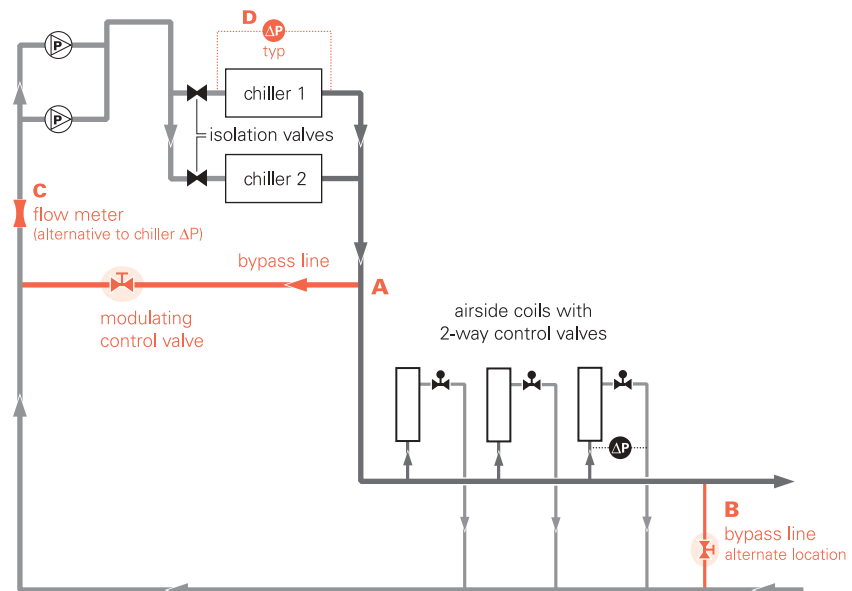 D
ΔP
typ
P
chiller 1
P
isolation valves
chiller 2
C
flow meter
(alternative to chiller ΔP)
bypass line
A
modulating
control valve
airside coils with
2-way control valves
ΔP
B
bypass line
alternate location